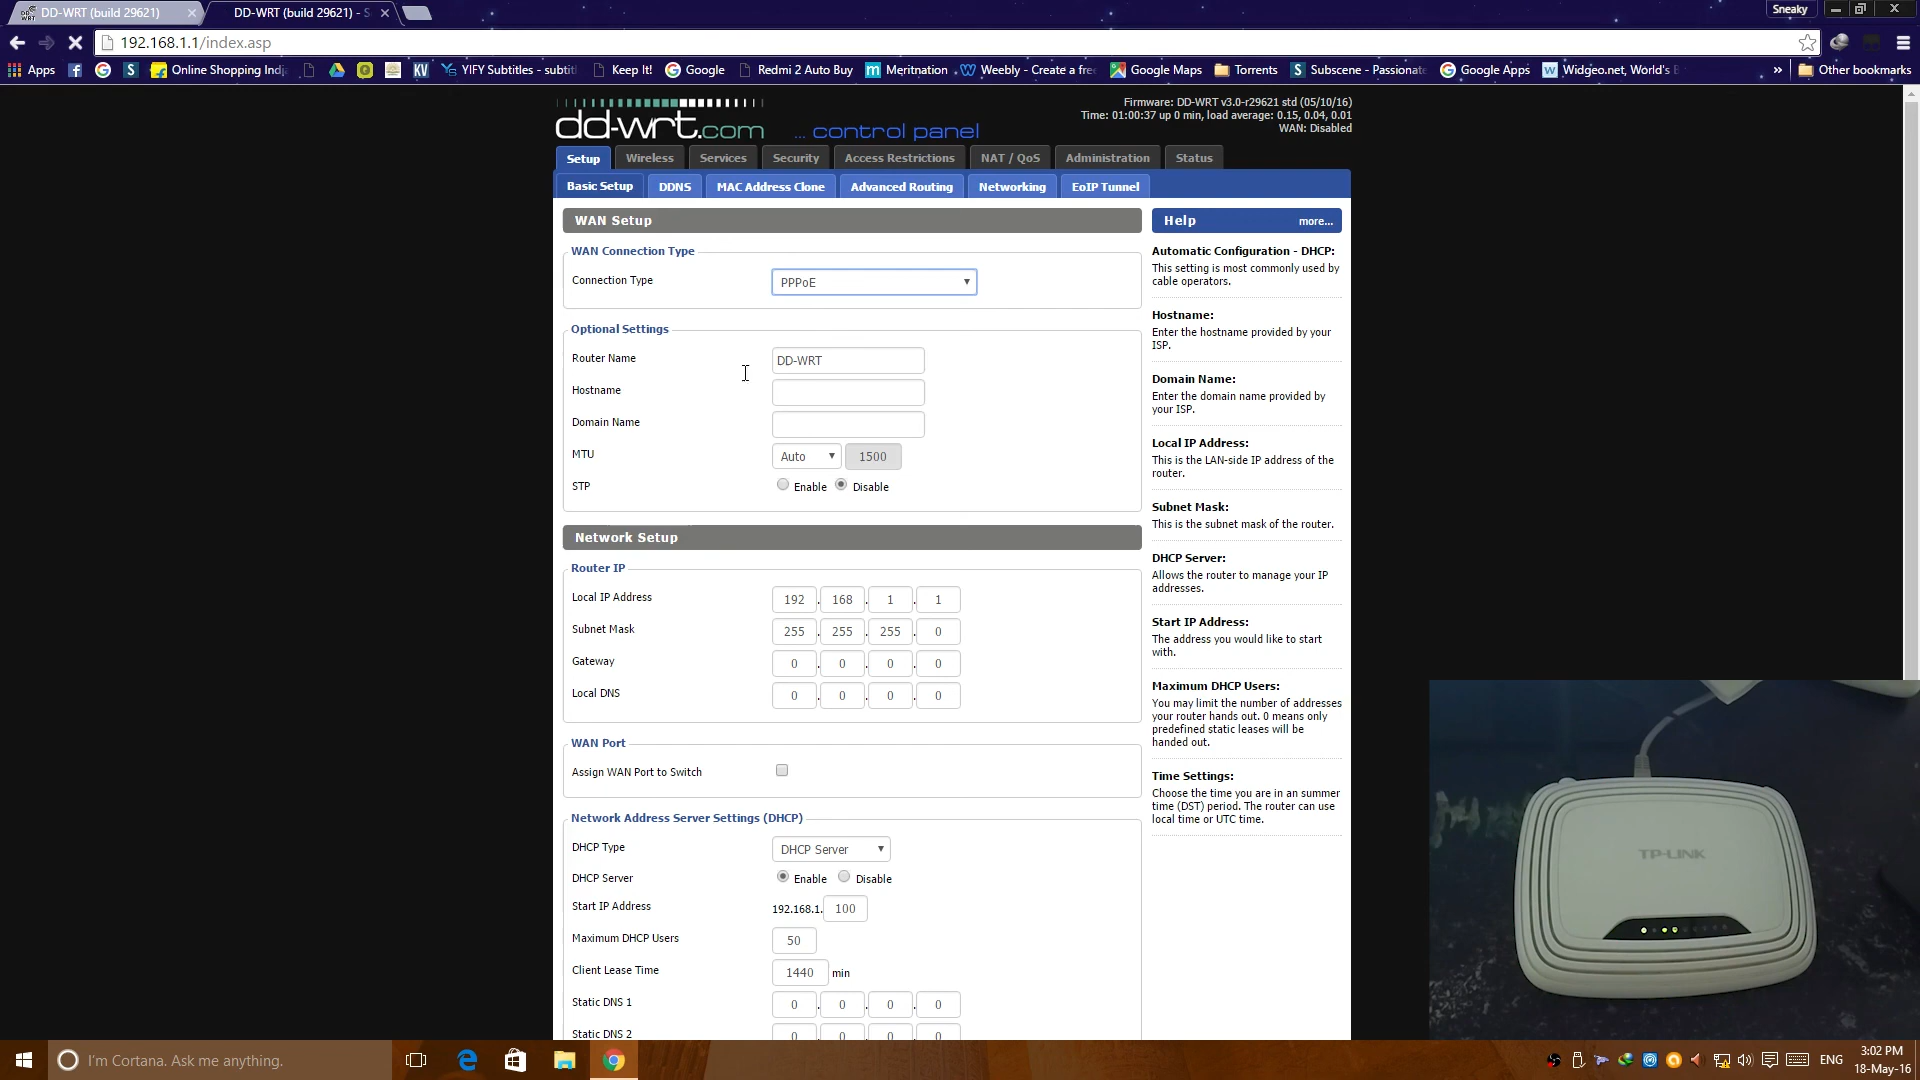 DD-WRT (build 29621)
DD-WRT (build 29621) - S
Sneaky
192.168.1.1/index.asp
Apps
Online Shopping Indi
KV
YIFY Subtitles - subtit
Keep It!
Google
Redmi 2 Auto Buy
Meritnation
Weebly - Create a fre
Google Maps
Torrents
Subscene - Passionat
Google Apps
Widgeo.net, World's B
»
Other bookmarks
dd-wrt.com ... control panel
Firmware: DD-WRT v3.0-r29621 std (05/10/16)
Time: 01:00:37 up 0 min, load average: 0.15, 0.04, 0.01
WAN: Disabled
Setup
Wireless
Services
Security
Access Restrictions
NAT / QoS
Administration
Status
Basic Setup
DDNS
MAC Address Clone
Advanced Routing
Networking
EoIP Tunnel
WAN Setup
WAN Connection Type
Connection Type PPPoE
Optional Settings
Router Name DD-WRT
Hostname
Domain Name
MTU Auto 1500
STP Enable Disable
Network Setup
Router IP
Local IP Address 192 . 168 . 1 . 1
Subnet Mask 255 . 255 . 255 . 0
Gateway 0 . 0 . 0 . 0
Local DNS 0 . 0 . 0 . 0
WAN Port
Assign WAN Port to Switch
Network Address Server Settings (DHCP)
DHCP Type DHCP Server
DHCP Server Enable Disable
Start IP Address 192.168.1. 100
Maximum DHCP Users 50
Client Lease Time 1440 min
Static DNS 1 0 . 0 . 0 . 0
Static DNS 2 0 . 0 . 0 . 0
Help more...
Automatic Configuration - DHCP:
This setting is most commonly used by
cable operators.
Hostname:
Enter the hostname provided by your
ISP.
Domain Name:
Enter the domain name provided by
your ISP.
Local IP Address:
This is the LAN-side IP address of the
router.
Subnet Mask:
This is the subnet mask of the router.
DHCP Server:
Allows the router to manage your IP
addresses.
Start IP Address:
The address you would like to start
with.
Maximum DHCP Users:
You may limit the number of addresses
your router hands out. 0 means only
predefined static leases will be
handed out.
Time Settings:
Choose the time you are in an summer
time (DST) period. The router can use
local time or UTC time.
TP-LINK
I'm Cortana. Ask me anything.
ENG
3:02 PM
18-May-16